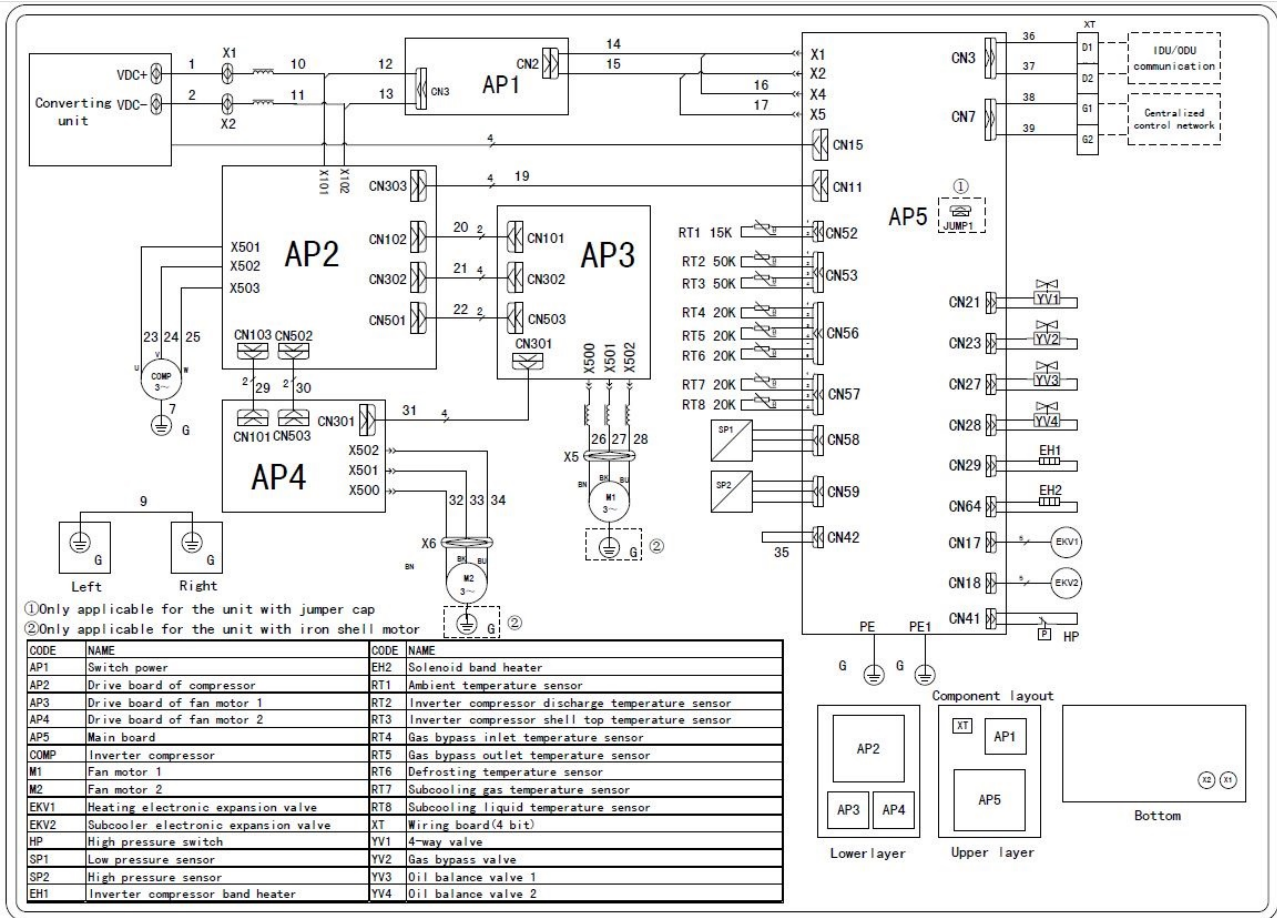 Converting unit
VDC+
VDC-
1
2
X1
X2
10
11
12
13
CN3
AP1
CN2
14
15
16
17
4
X1
X2
X4
X5
CN15
CN11
CN3
CN7
36
37
38
39
XT
D1
D2
G1
G2
IDU/ODU
communication
Centralized
control network
X101
X102
CN303
4
19
AP2
X501
X502
X503
CN102
CN302
CN501
20
2
21
4
22
2
CN101
CN302
CN503
AP3
CN301
X500
X501
X502
CN103
CN502
23
24
25
U
V
W
COMP
3~
7
G
2
29
2
30
CN101
CN503
CN301
31
4
AP4
X502
X501
X500
32
33
34
X6
BN
BK
BU
M2
3~
G
②
26
27
28
X5
BN
BK
BU
M1
3~
G
②
9
G
G
Left
Right
AP5
①
JUMP1
RT1 15K
CN52
RT2 50K
RT3 50K
CN53
RT4 20K
RT5 20K
RT6 20K
CN56
RT7 20K
RT8 20K
CN57
SP1
CN58
SP2
CN59
35
CN42
CN21
YV1
CN23
YV2
CN27
YV3
CN28
YV4
CN29
EH1
CN64
EH2
CN17
5
EKV1
CN18
5
EKV2
CN41
P
HP
PE
PE1
G
G
①Only applicable for the unit with jumper cap
②Only applicable for the unit with iron shell motor
CODE NAME CODE NAME
AP1 Switch power EH2 Solenoid band heater
AP2 Drive board of compressor RT1 Ambient temperature sensor
AP3 Drive board of fan motor 1 RT2 Inverter compressor discharge temperature sensor
AP4 Drive board of fan motor 2 RT3 Inverter compressor shell top temperature sensor
AP5 Main board RT4 Gas bypass inlet temperature sensor
COMP Inverter compressor RT5 Gas bypass outlet temperature sensor
M1 Fan motor 1 RT6 Defrosting temperature sensor
M2 Fan motor 2 RT7 Subcooling gas temperature sensor
EKV1 Heating electronic expansion valve RT8 Subcooling liquid temperature sensor
EKV2 Subcooler electronic expansion valve XT Wiring board(4 bit)
HP High pressure switch YV1 4-way valve
SP1 Low pressure sensor YV2 Gas bypass valve
SP2 High pressure sensor YV3 Oil balance valve 1
EH1 Inverter compressor band heater YV4 Oil balance valve 2
Component layout
AP2
AP3
AP4
Lowerlayer
XT
AP1
AP5
Upper layer
X2
X1
Bottom